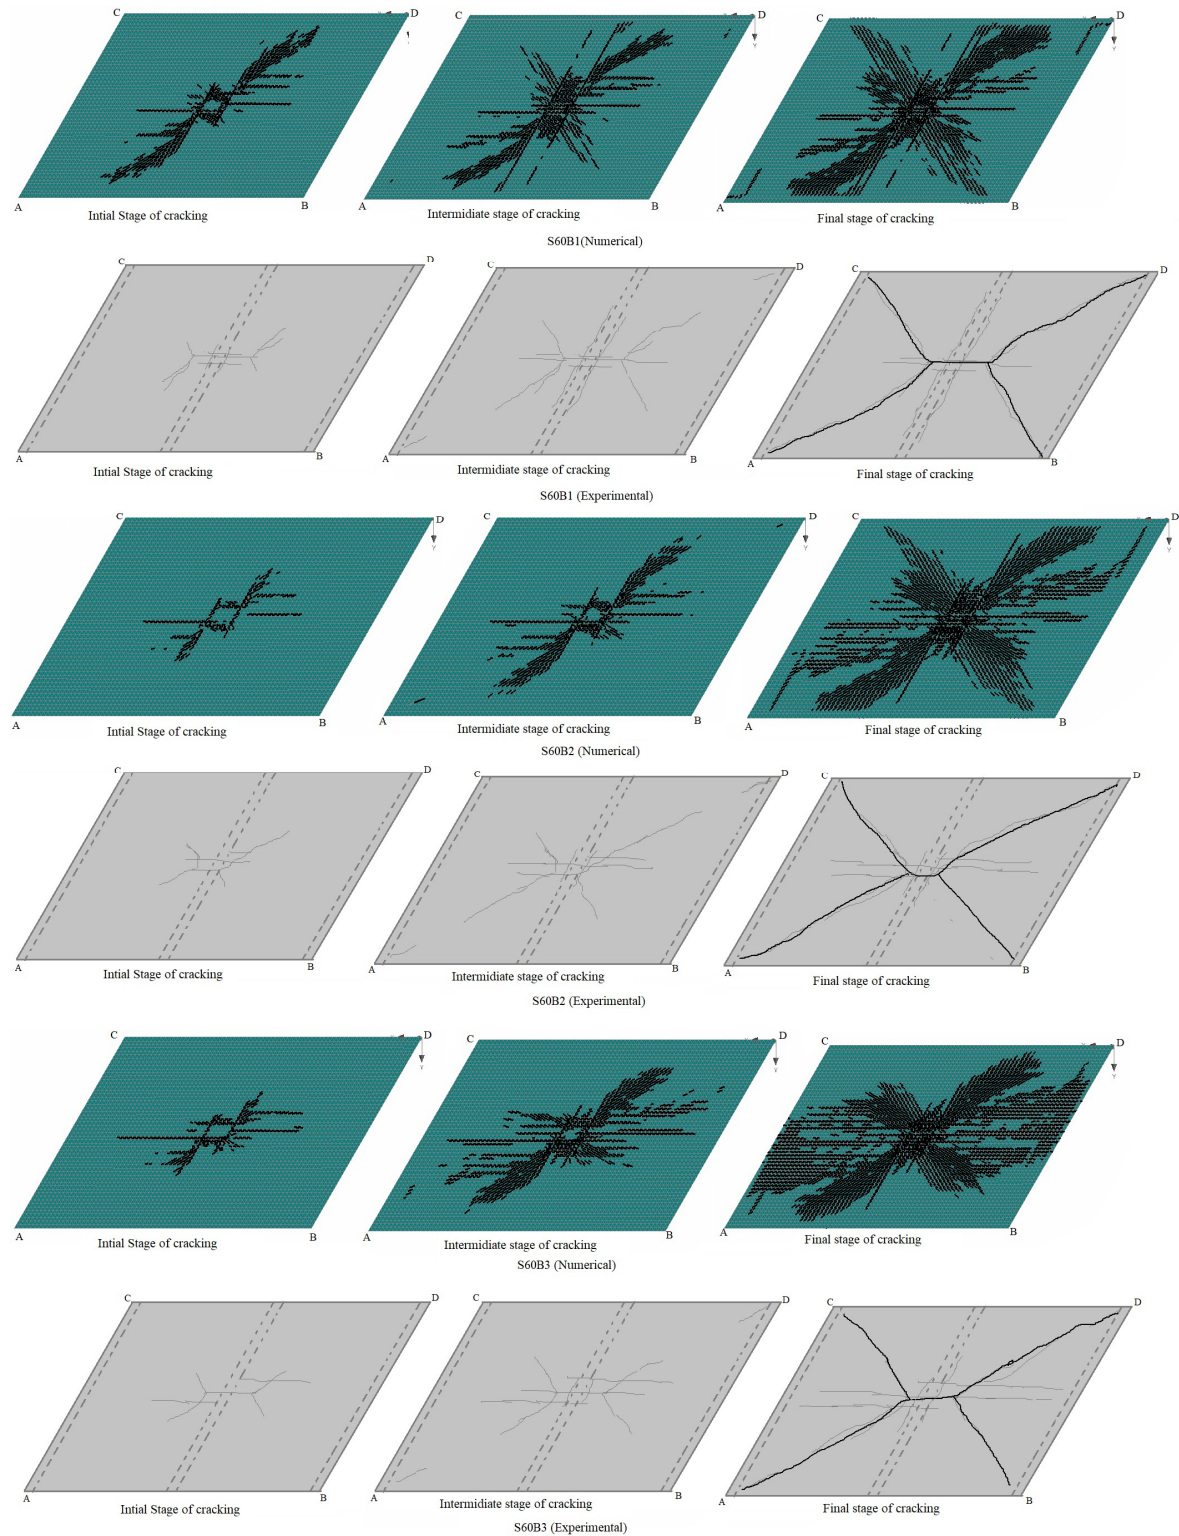 C D C D C D
Y
A B A B A B
Intial Stage of cracking Intermidiate stage of cracking Final stage of cracking
S60B1(Numerical)
C D C D C D
A B A B A B
Intial Stage of cracking Intermidiate stage of cracking Final stage of cracking
S60B1 (Experimental)
C D C D C D
Y Y Y
A B A B A B
Intial Stage of cracking Intermidiate stage of cracking Final stage of cracking
S60B2 (Numerical)
C D C D C D
A B A B A B
Intial Stage of cracking Intermidiate stage of cracking Final stage of cracking
S60B2 (Experimental)
C D C D C D
Y Y Y
A B A B A B
Intial Stage of cracking Intermidiate stage of cracking Final stage of cracking
S60B3 (Numerical)
C D C D C D
A B A B A B
Intial Stage of cracking Intermidiate stage of cracking Final stage of cracking
S60B3 (Experimental)